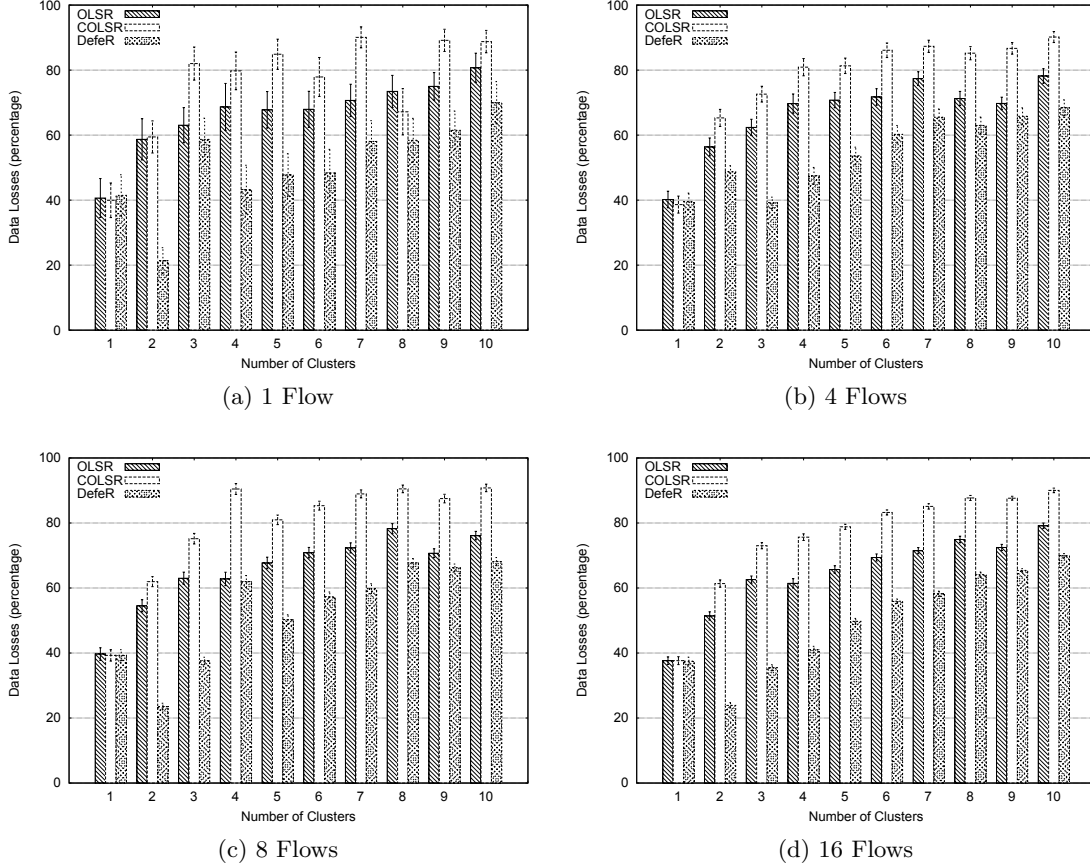 OLSR
COLSR
DefeR
100
80
60
40
20
0
Data Losses (percentage)
1 2 3 4 5 6 7 8 9 10
Number of Clusters
(a) 1 Flow
OLSR
COLSR
DefeR
100
80
60
40
20
0
Data Losses (percentage)
1 2 3 4 5 6 7 8 9 10
Number of Clusters
(b) 4 Flows
OLSR
COLSR
DefeR
100
80
60
40
20
0
Data Losses (percentage)
1 2 3 4 5 6 7 8 9 10
Number of Clusters
(c) 8 Flows
OLSR
COLSR
DefeR
100
80
60
40
20
0
Data Losses (percentage)
1 2 3 4 5 6 7 8 9 10
Number of Clusters
(d) 16 Flows